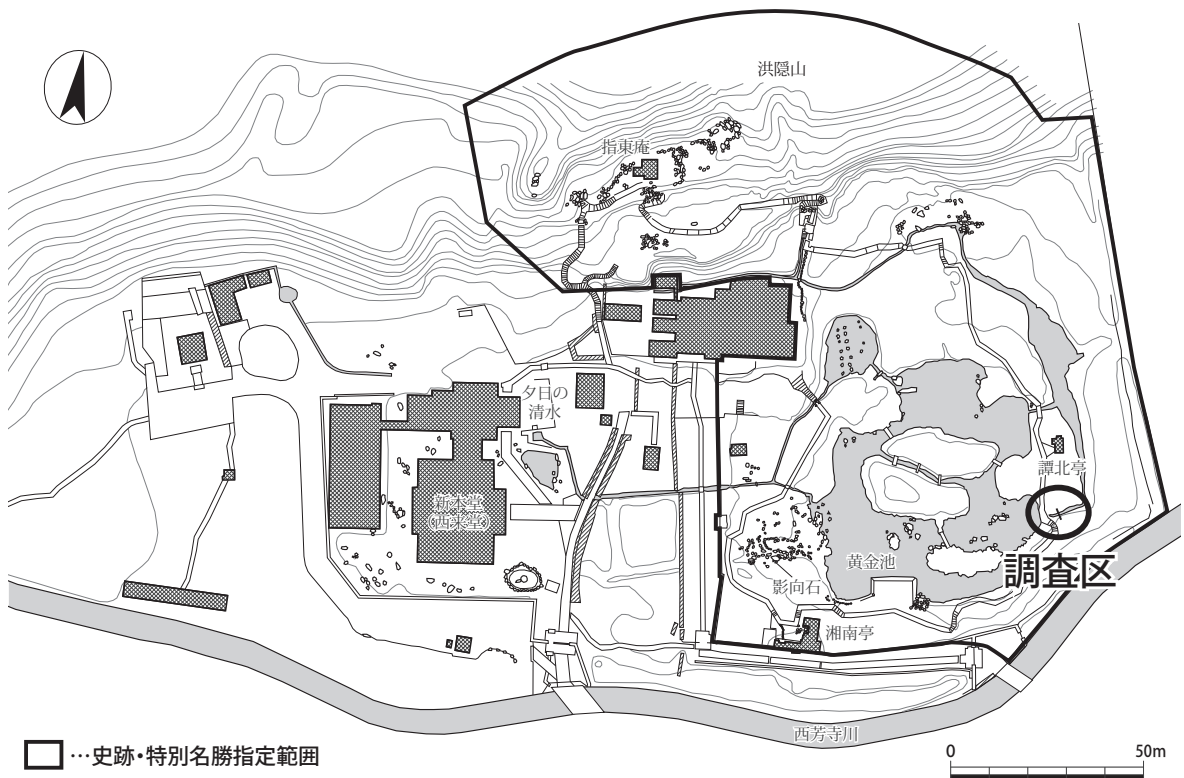 洪隠山
指東庵
夕日の
清水
譚北亭
新本堂
(西来堂)
黄金池
調査区
影向石
湘南亭
西芳寺川
…史跡・特別名勝指定範囲
0
50m